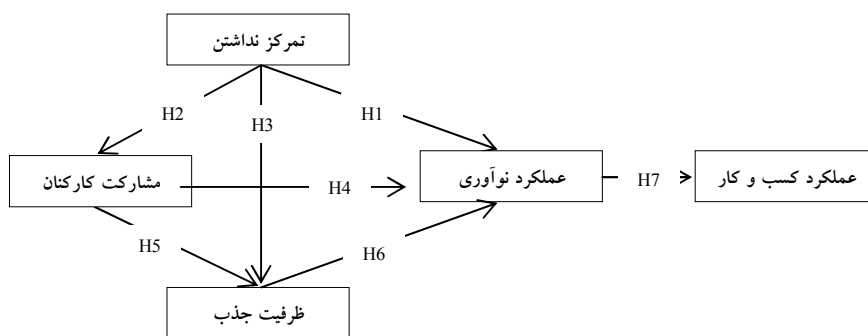 تمرکز نداشتن
H2
H3
H1
مشارکت کارکنان
H4
عملکرد نوآوری
H7
عملکرد کسب و کار
H5
H6
ظرفیت جذب